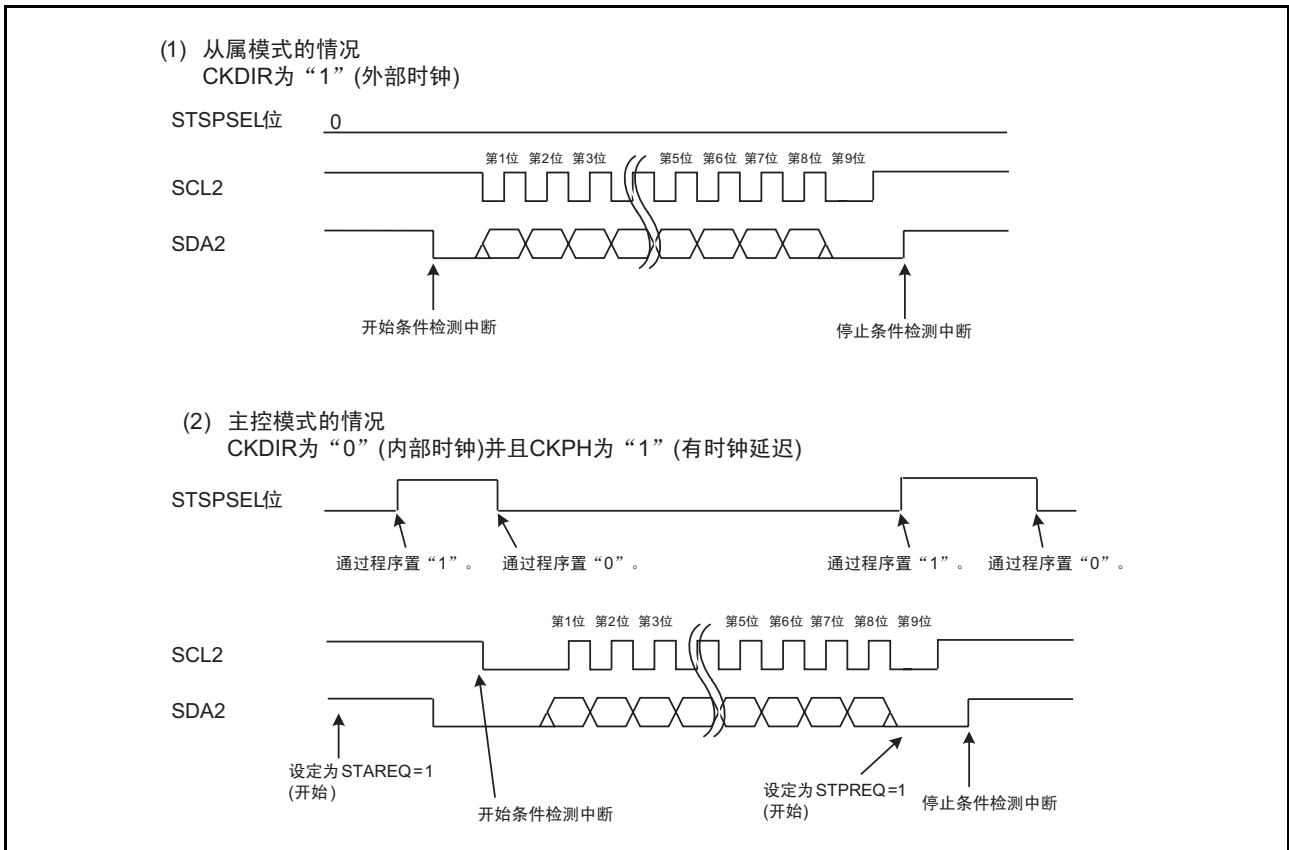 (1) 从属模式的情况
CKDIR为“1”(外部时钟)
STSPSEL位
0
第1位 第2位 第3位 第5位 第6位 第7位 第8位 第9位
SCL2
SDA2
开始条件检测中断
停止条件检测中断
(2) 主控模式的情况
CKDIR为“0”(内部时钟)并且CKPH为“1”(有时钟延迟)
STSPSEL位
通过程序置“1”。 通过程序置“0”。 通过程序置“1”。 通过程序置“0”。
第1位 第2位 第3位 第5位 第6位 第7位 第8位 第9位
SCL2
SDA2
设定为STAREQ=1
(开始)
开始条件检测中断
设定为STPREQ=1
(开始)
停止条件检测中断